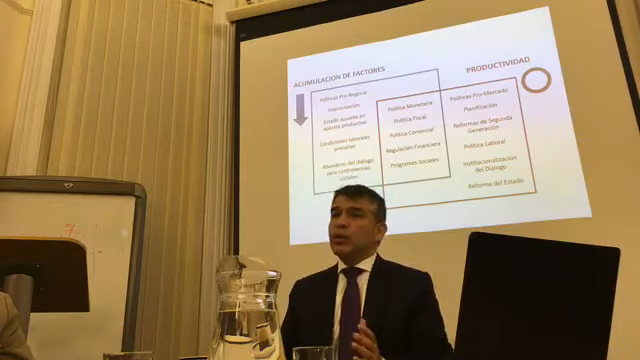 ACUMULACION DE FACTORES
PRODUCTIVIDAD
Políticas Pro-Negocio
Improvisación
Estado ausente en
aparato productivo
Condiciones laborales
precarias
Abandono del diálogo
para controversias
sociales
Política Monetaria
Política Fiscal
Política Comercial
Regulación Financiera
Programas Sociales
Políticas Pro-Mercado
Planificación
Reformas de Segunda
Generación
Política Laboral
Institucionalización
del Diálogo
Reforma del Estado